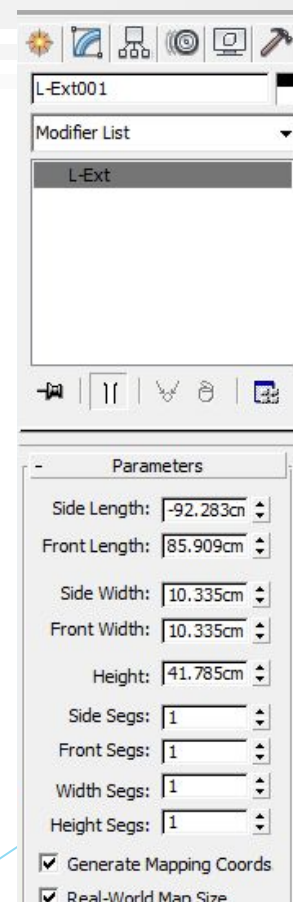 L-Ext001
Modifier List
L-Ext
- Parameters
Side Length: -92.283cm
Front Length: 85.909cm
Side Width: 10.335cm
Front Width: 10.335cm
Height: 41.785cm
Side Segs: 1
Front Segs: 1
Width Segs: 1
Height Segs: 1
Generate Mapping Coords
Real-World Map Size